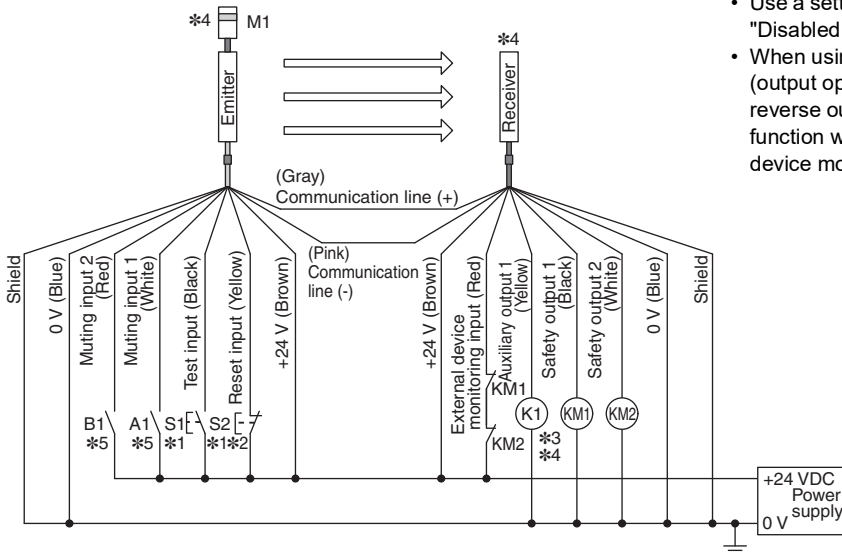 ✱4 M1
✱4
Emitter
Receiver
• Use a sett
"Disabled
• When usin
(output op
reverse ou
function w
device mo
(Gray)
Communication line (+)
(Pink)
Communication
line (-)
Shield
0 V (Blue)
Muting input 2
(Red)
Muting input 1
(White)
Test input (Black)
Reset input (Yellow)
+24 V (Brown)
+24 V (Brown)
External device
monitoring input (Red)
Auxiliary output 1
(Yellow)
Safety output 1
(Black)
Safety output 2
(White)
0 V (Blue)
Shield
B1
✱5
A1
✱5
S1
✱1
S2
✱1✱2
KM1
KM2
K1
✱3
✱4
KM1
KM2
+24 VDC
Power
supply
0 V